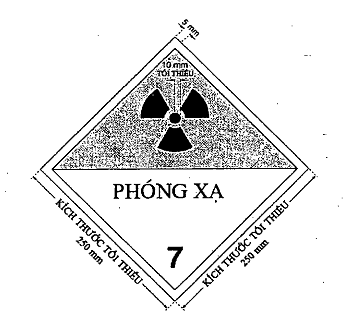 5 mm
10 mm
TỐI THIỂU
PHÓNG XẠ
KÍCH THƯỚC TỐI THIỂU
250 mm
KÍCH THƯỚC TỐI THIỂU
250 mm
7